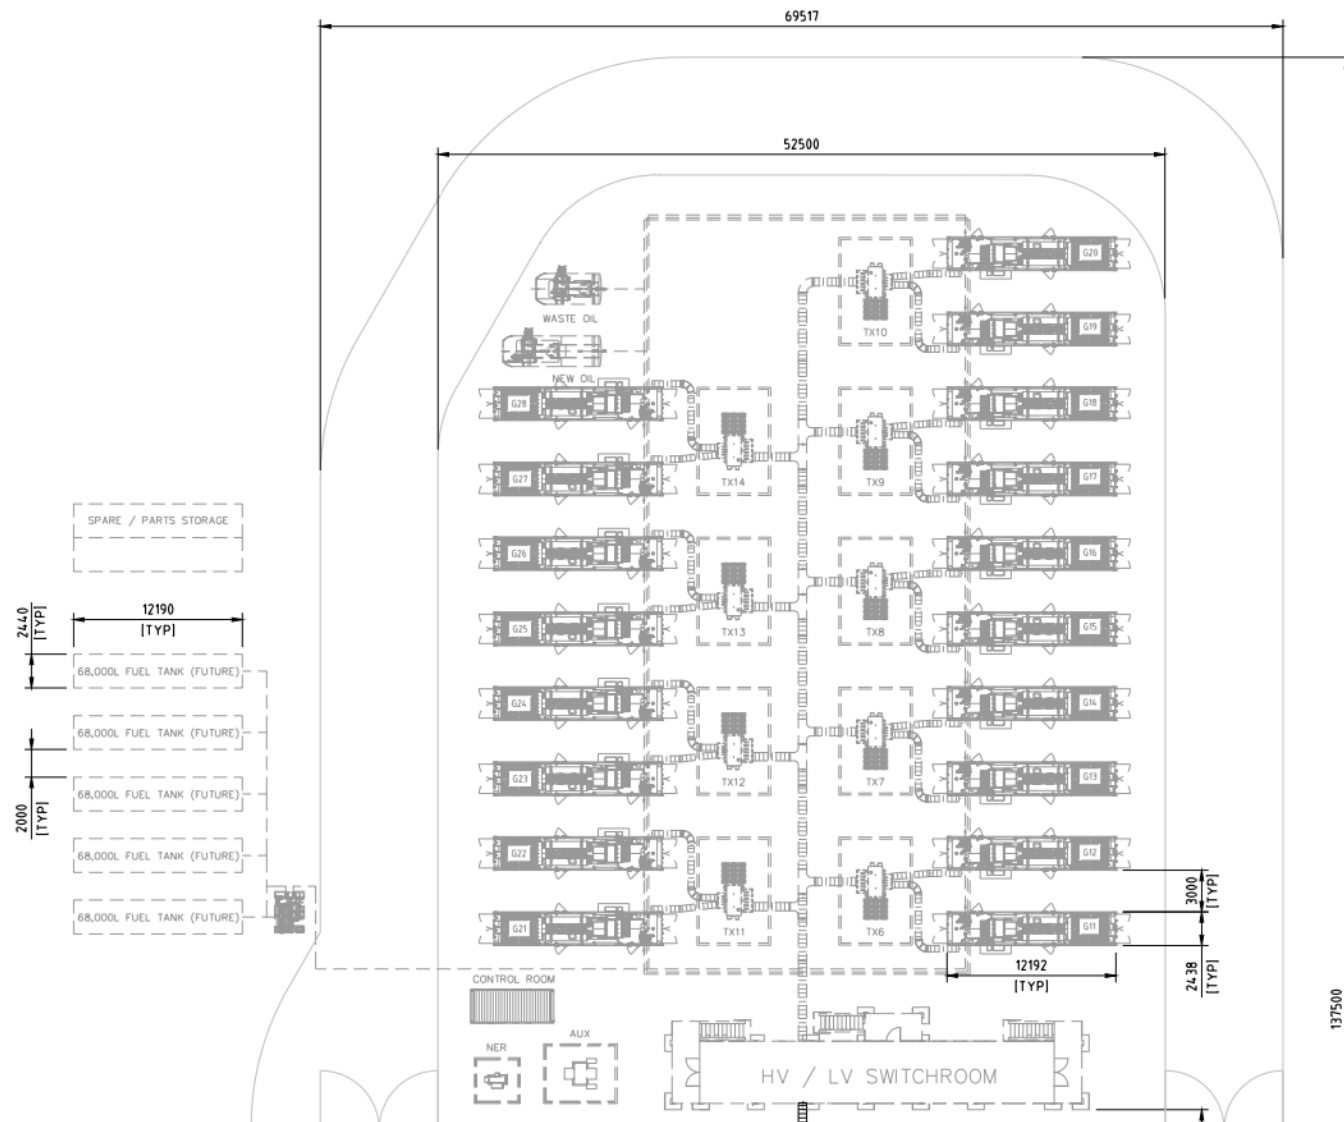 69517
52500
G20
WASTE OIL
TX10
G19
NEW OIL
G28
G18
TX14
TX9
G27
G17
SPARE / PARTS STORAGE
G26
G16
12190
[TYP]
2440
[TYP]
TX13
TX8
G25
G15
68,000L FUEL TANK (FUTURE)
G24
G14
68,000L FUEL TANK (FUTURE)
TX12
TX7
G23
G13
68,000L FUEL TANK (FUTURE)
2000
[TYP]
G22
G12
68,000L FUEL TANK (FUTURE)
3000
[TYP]
68,000L FUEL TANK (FUTURE)
TX11
TX6
G21
G11
12192
[TYP]
2438
[TYP]
CONTROL ROOM
137500
NER
AUX
HV / LV SWITCHROOM